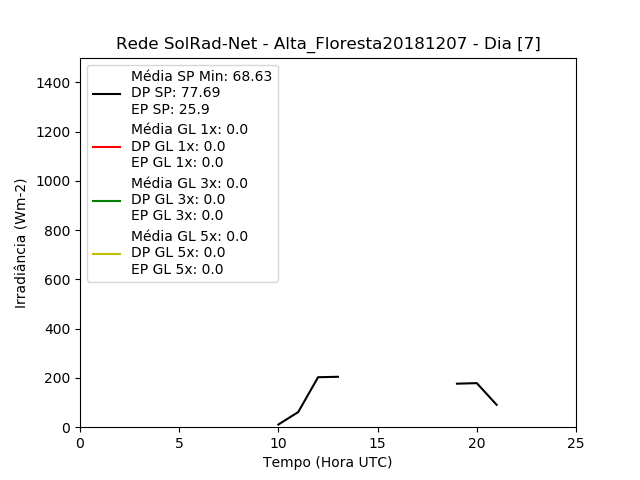 Rede SolRad-Net - Alta_Floresta20181207 - Dia [7]
Média SP Min: 68.63
DP SP: 77.69
EP SP: 25.9
Média GL 1x: 0.0
DP GL 1x: 0.0
EP GL 1x: 0.0
Média GL 3x: 0.0
DP GL 3x: 0.0
EP GL 3x: 0.0
Média GL 5x: 0.0
DP GL 5x: 0.0
EP GL 5x: 0.0
Irradiância (Wm-2)
1400
1200
1000
800
600
400
200
0
0 5 10 15 20 25
Tempo (Hora UTC)